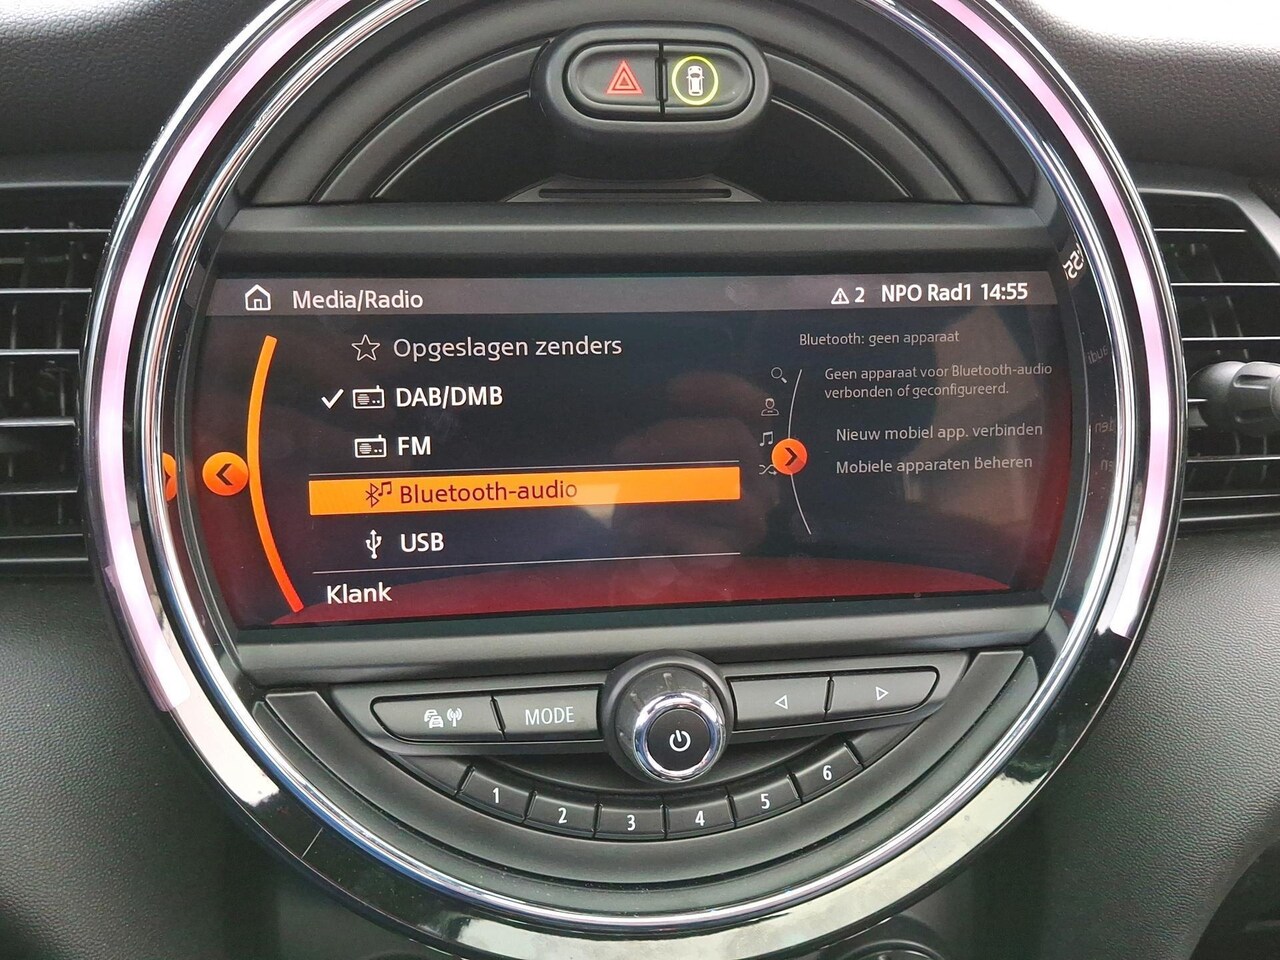 Media/Radio
2 NPO Rad1 14:55
Opgeslagen zenders
DAB/DMB
FM
Bluetooth-audio
USB
Klank
Bluetooth: geen apparaat
Geen apparaat voor Bluetooth-audio
verbonden of geconfigureerd.
Nieuw mobiel app. verbinden
Mobiele apparaten Beheren
MODE
1 2 3 4 5 6